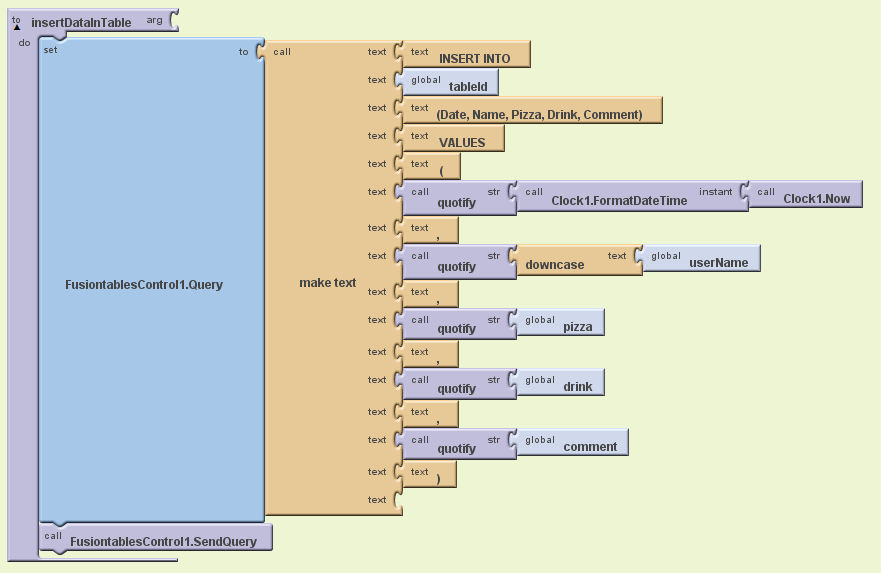 to insertDataInTable arg
do set to call text text INSERT INTO
text global tableId
text text (Date, Name, Pizza, Drink, Comment)
text text VALUES
text text (
text call quotify str call Clock1.FormatDateTime instant call Clock1.Now
text text ,
text call quotify str downcase text global userName
FusiontablesControl1.Query make text text text ,
text call quotify str global pizza
text text ,
text call quotify str global drink
text text ,
text call quotify str global comment
text text )
text
call FusiontablesControl1.SendQuery